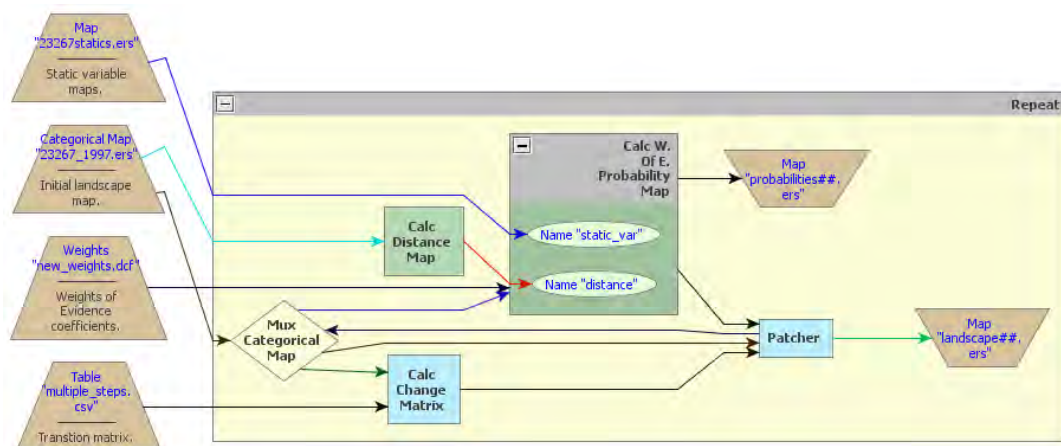 Map
"23267statics.ers"
Static variable
maps.
Categorical Map
"23267_1997.ers"
Initial landscape
map.
Weights
"new_weights.dcf"
Weights of
Evidence
coefficients.
Table
"multiple_steps.
csv"
Transtion matrix.
Repeat
Calc W.
Of E.
Probability
Map
Name "static_var"
Name "distance"
Calc
Distance
Map
Mux
Categorical
Map
Calc
Change
Matrix
Patcher
Map
"probabilities##.
ers"
Map
"landscape##.
ers"